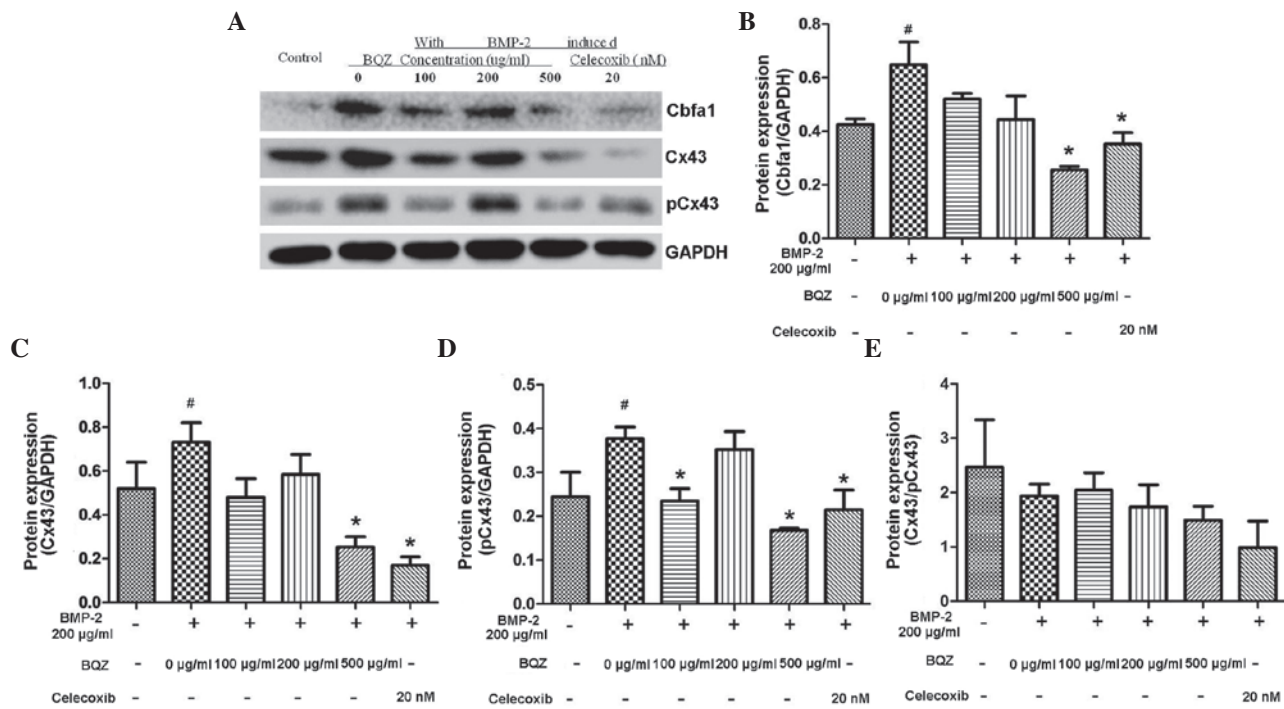 A
With BMP-2 induced
Control BQZ Concentration (ug/ml) Celecoxib (nM)
0 100 200 500 20
Cbfa1
Cx43
pCx43
GAPDH
B
Protein expression
(Cbfa1/GAPDH)
0.8
0.6
0.4
0.2
0.0
#
*
*
BMP-2
200 µg/ml
- + + + + +
BQZ - 0 µg/ml 100 µg/ml 200 µg/ml 500 µg/ml -
Celecoxib - - - - - 20 nM
C
Protein expression
(Cx43/GAPDH)
1.0
0.8
0.6
0.4
0.2
0.0
#
*
*
BMP-2
200 µg/ml
- + + + + +
BQZ - 0 µg/ml 100 µg/ml 200 µg/ml 500 µg/ml -
Celecoxib - - - - - 20 nM
D
Protein expression
(pCx43/GAPDH)
0.5
0.4
0.3
0.2
0.1
0.0
#
*
*
*
BMP-2
200 µg/ml
- + + + + +
BQZ - 0 µg/ml 100 µg/ml 200 µg/ml 500 µg/ml -
Celecoxib - - - - - 20 nM
E
Protein expression
(Cx43/pCx43)
4
3
2
1
0
BMP-2
200 µg/ml
- + + + + +
BQZ - 0 µg/ml 100 µg/ml 200 µg/ml 500 µg/ml -
Celecoxib - - - - - 20 nM